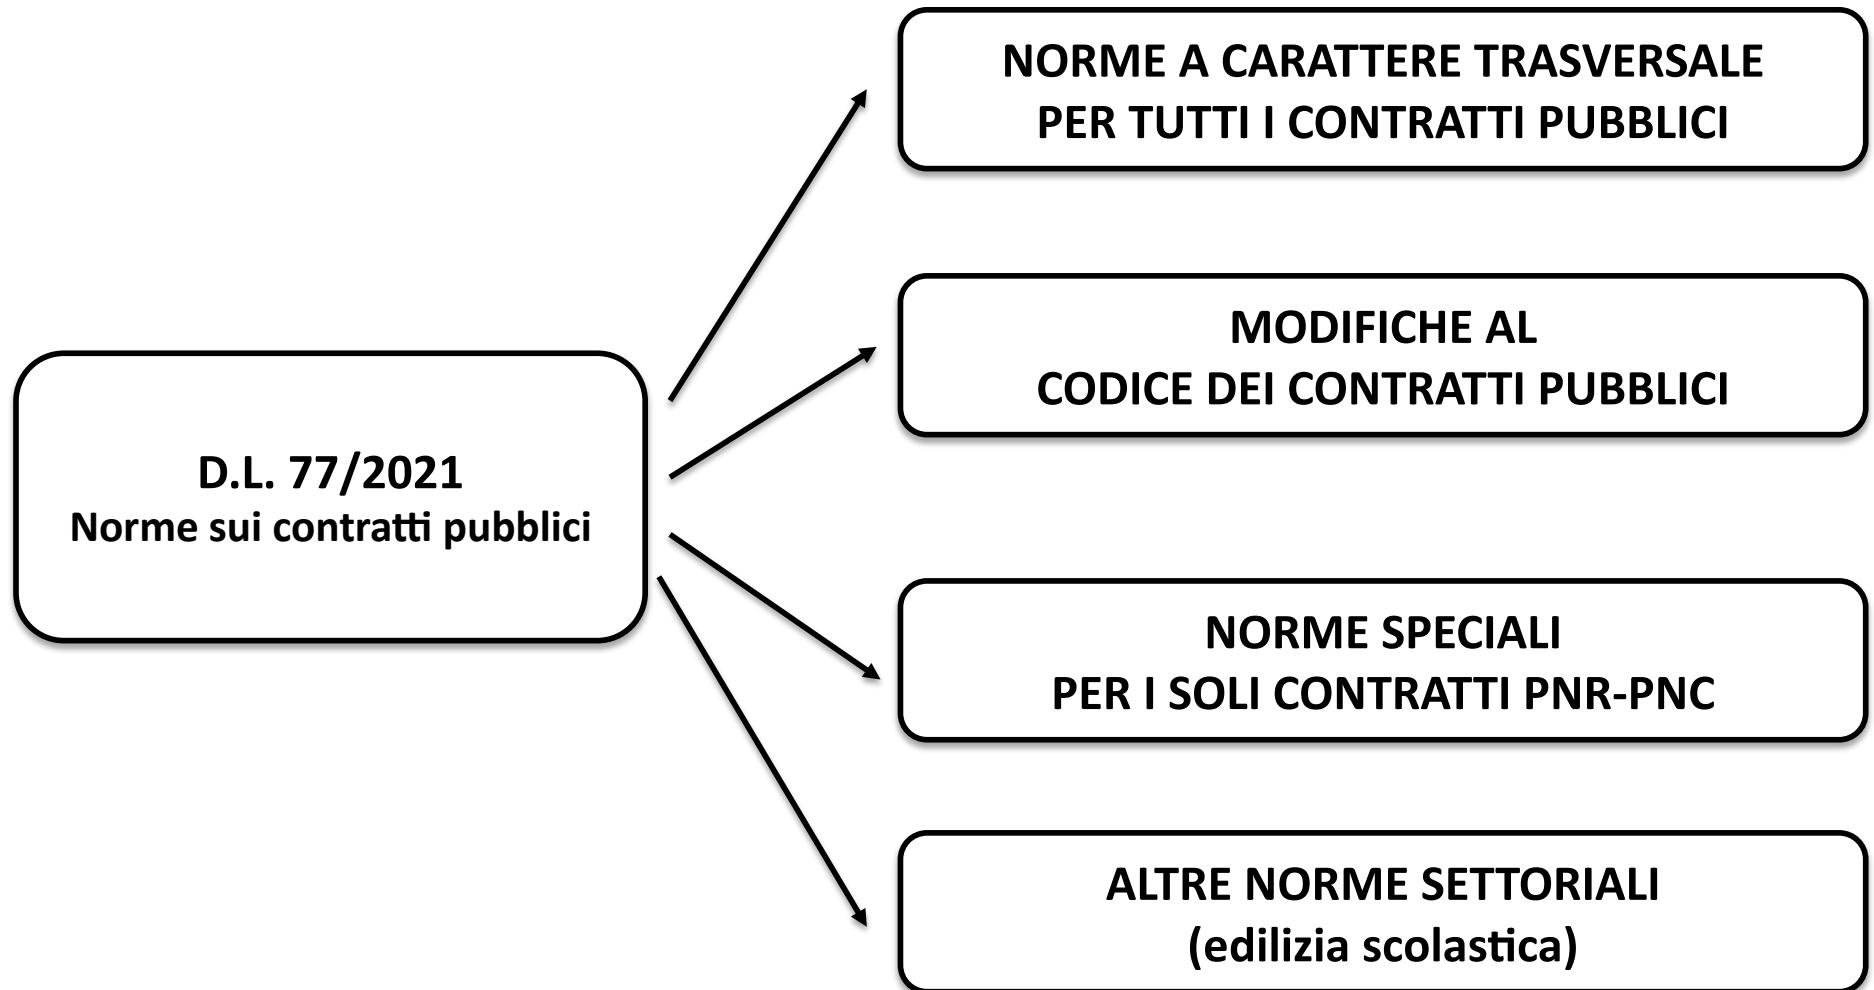 NORME A CARATTERE TRASVERSALE
PER TUTTI I CONTRATTI PUBBLICI
MODIFICHE AL
CODICE DEI CONTRATTI PUBBLICI
D.L. 77/2021
Norme sui contratti pubblici
NORME SPECIALI
PER I SOLI CONTRATTI PNR-PNC
ALTRE NORME SETTORIALI
(edilizia scolastica)